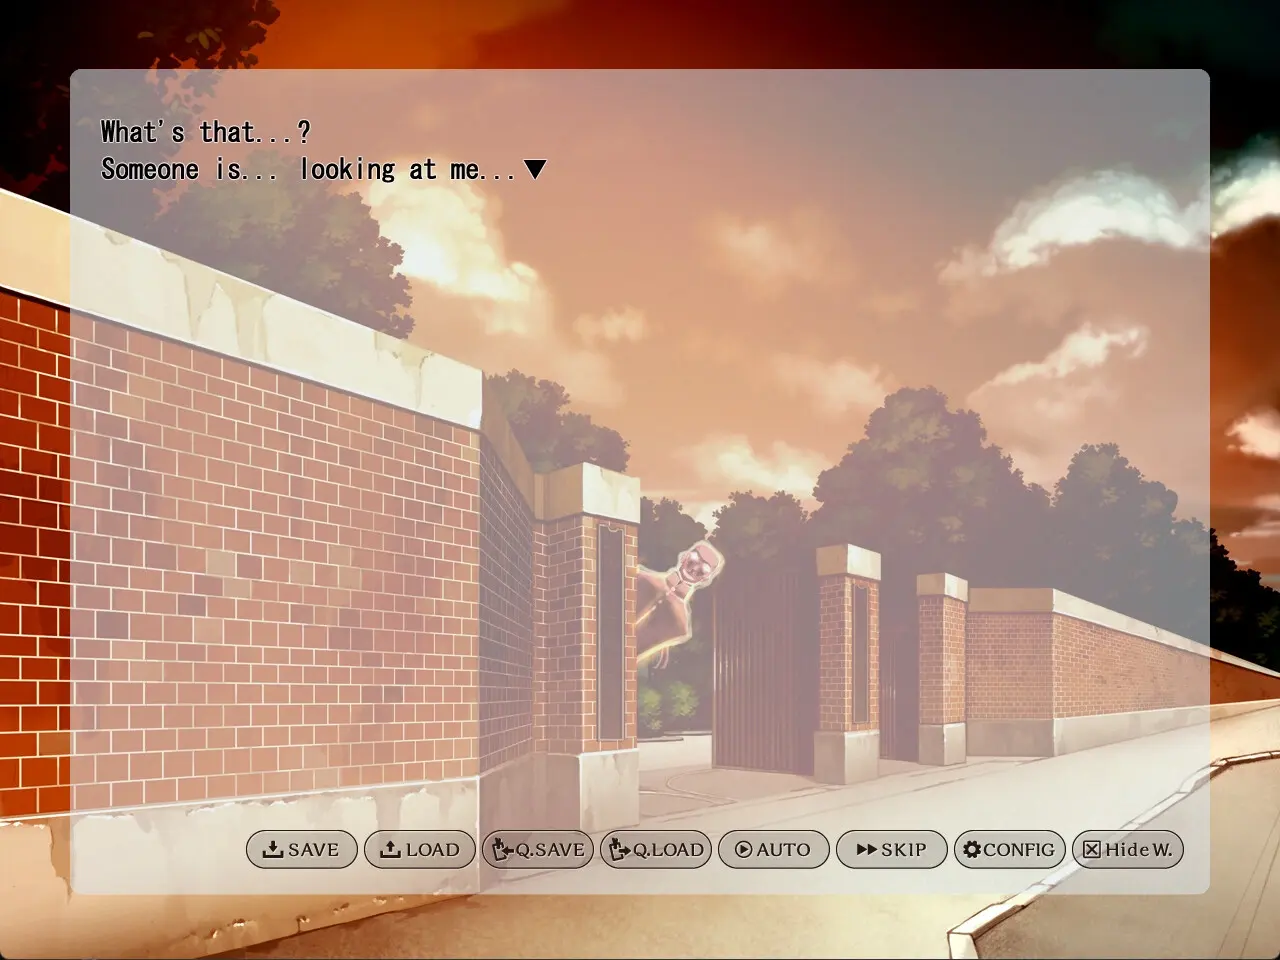 What's that...?
Someone is... looking at me...▼
SAVE
LOAD
Q.SAVE
Q.LOAD
AUTO
SKIP
CONFIG
Hide W.